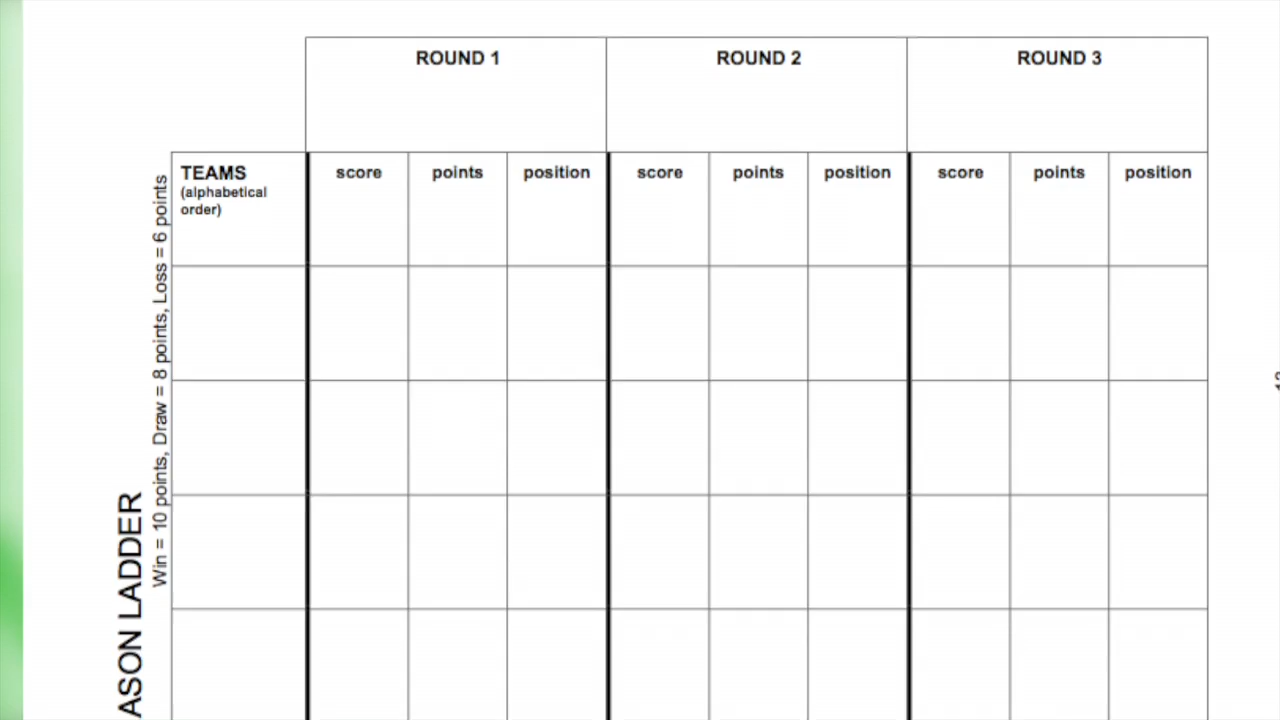 ROUND 1 ROUND 2 ROUND 3
TEAMS score points position score points position score points position
(alphabetical
order)
ASON LADDER
Win = 10 points, Draw = 8 points, Loss = 6 points